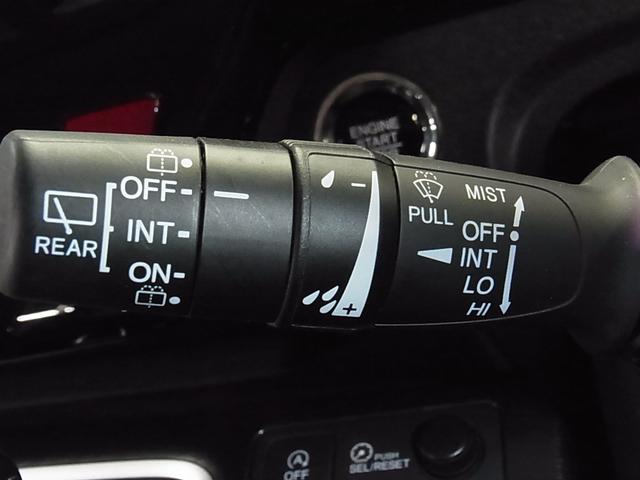 ENGINE
START
OFF
INT
ON
REAR
−
+
PULL
MIST
OFF
INT
LO
HI
OFF
PUSH
SEL/RESET